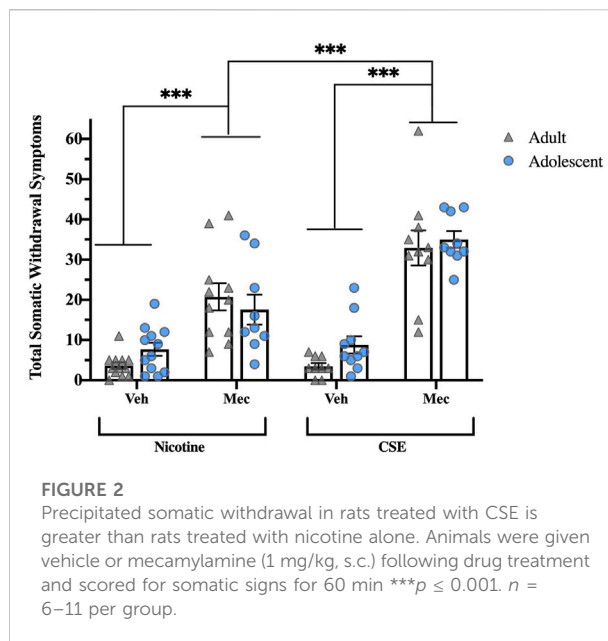 ***
***
***
***
Total Somatic Withdrawal Symptoms
60
50
40
30
20
10
0
Adult
Adolescent
Veh
Mec
Veh
Mec
Nicotine
CSE
FIGURE 2
Precipitated somatic withdrawal in rats treated with CSE is
greater than rats treated with nicotine alone. Animals were given
vehicle or mecamylamine (1 mg/kg, s.c.) following drug treatment
and scored for somatic signs for 60 min ***p ≤ 0.001. n =
6–11 per group.